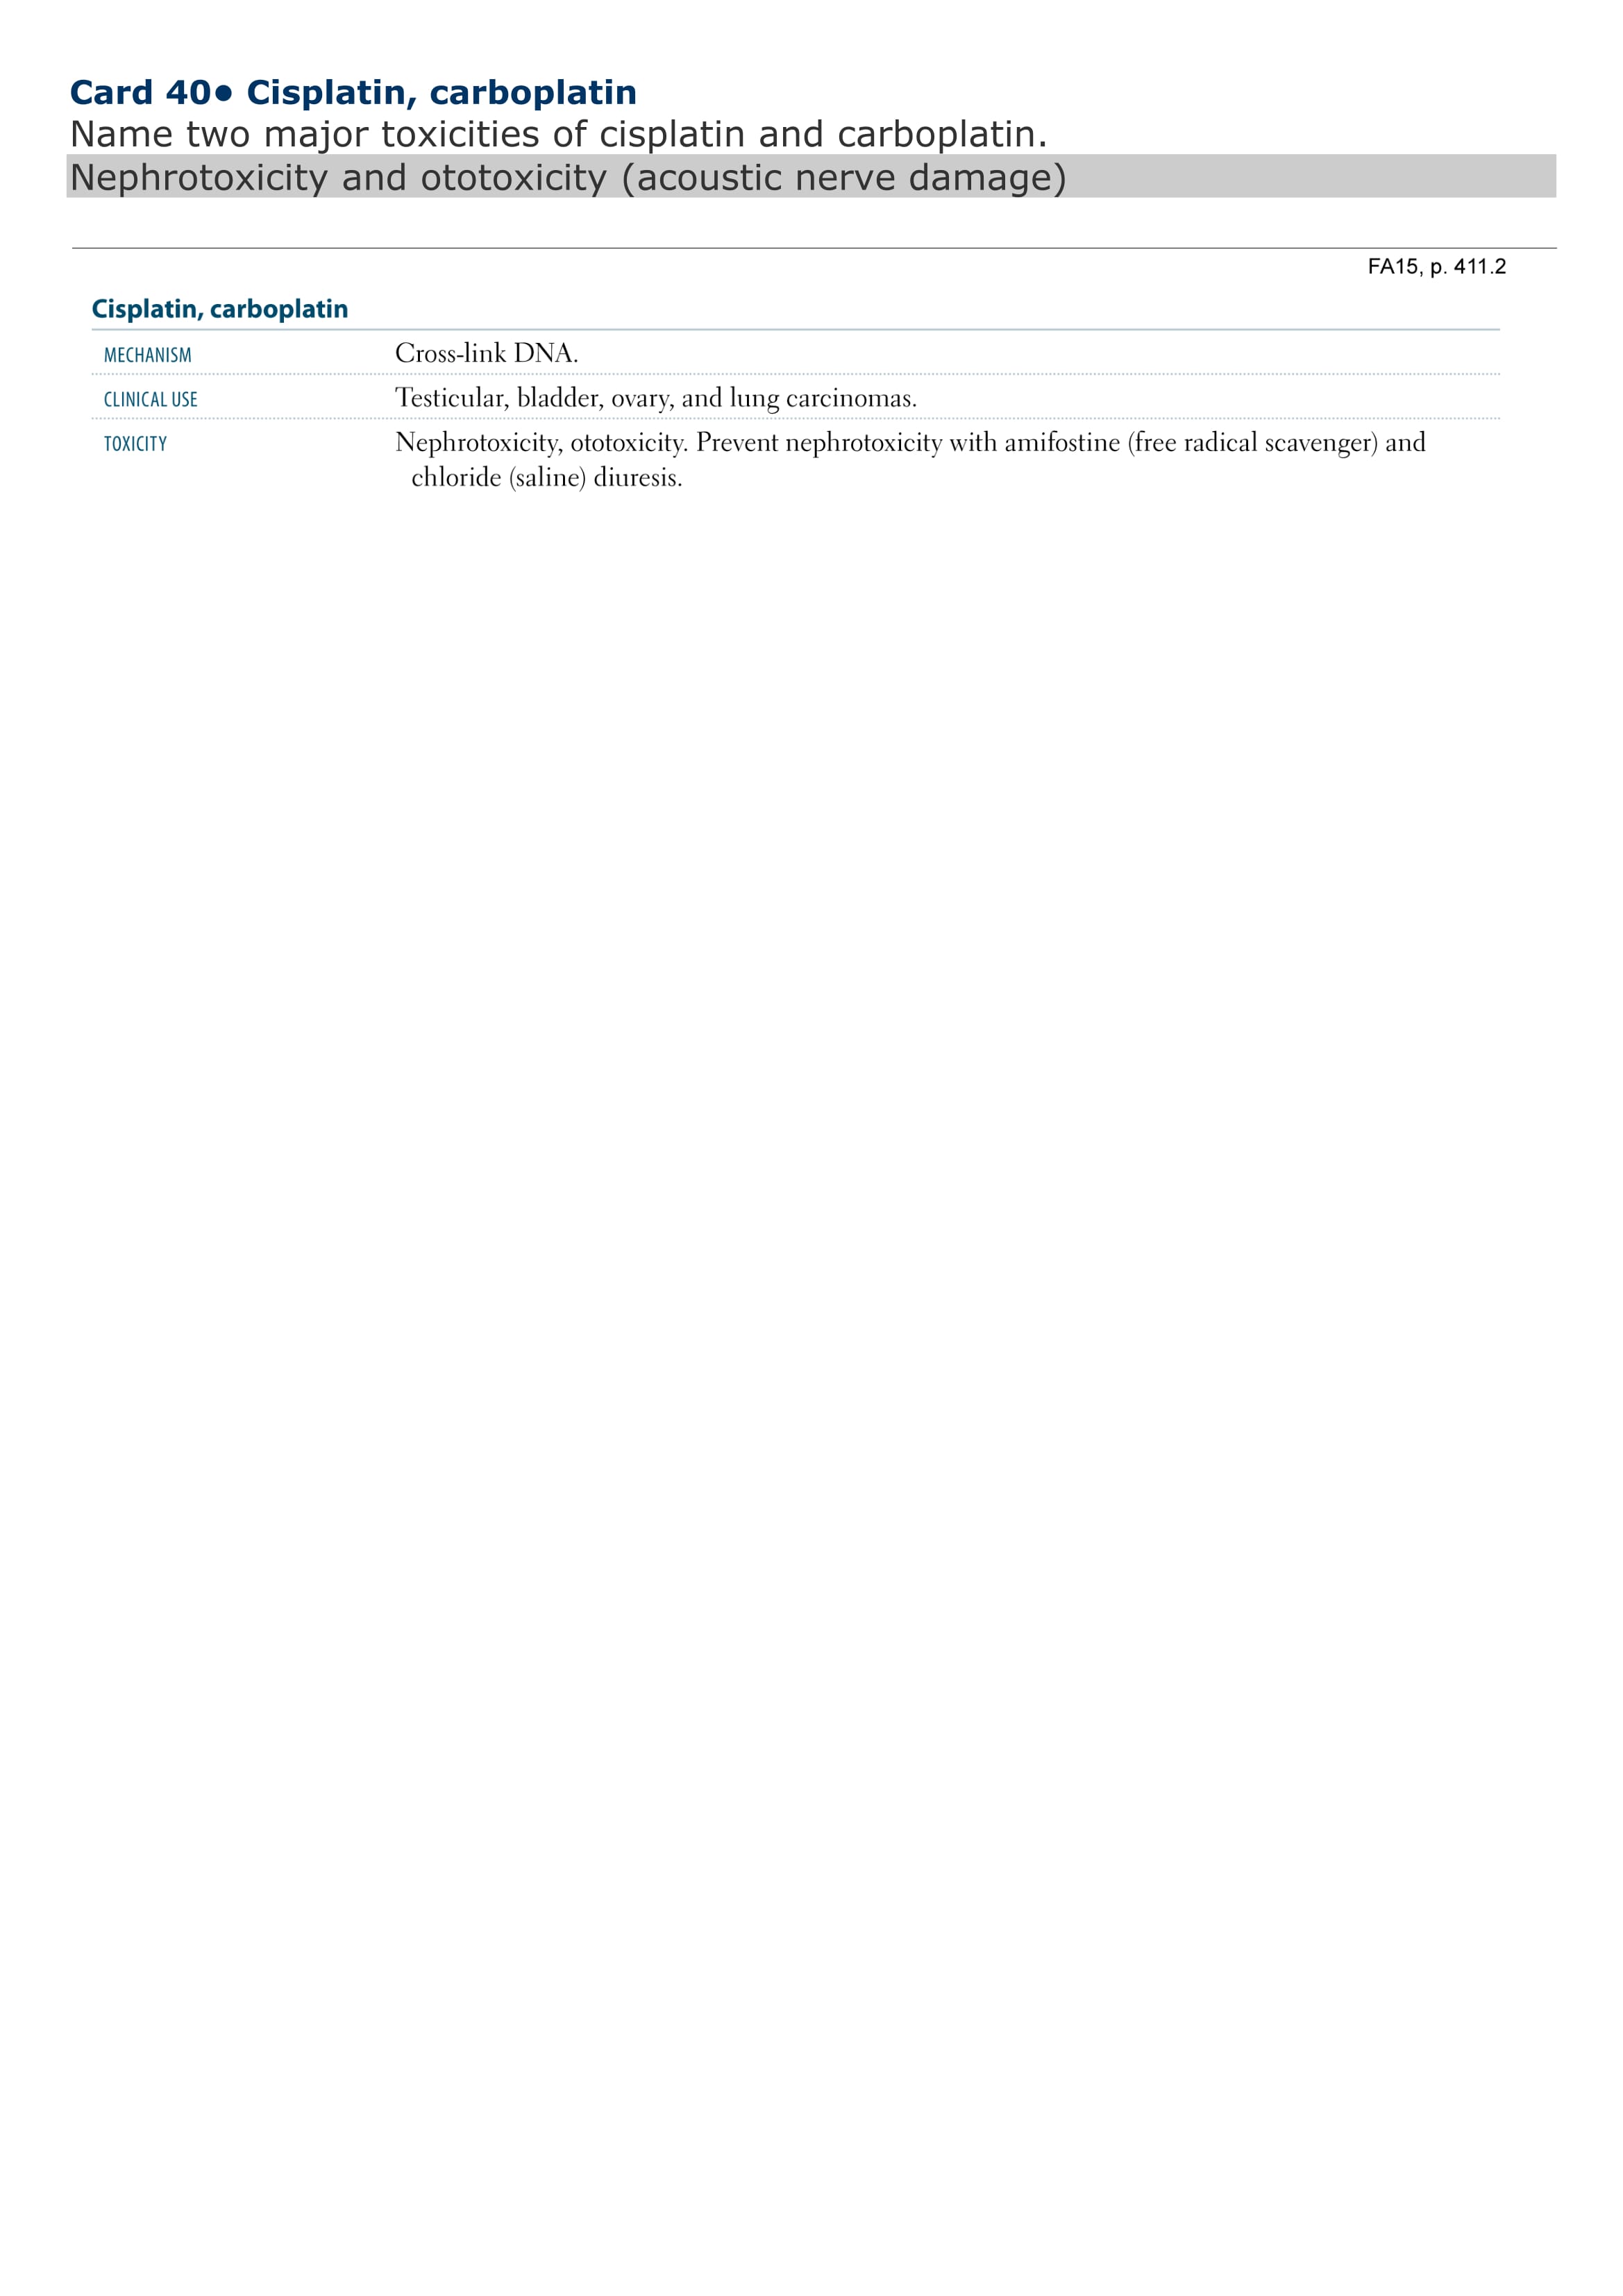 Card 40• Cisplatin, carboplatin
Name two major toxicities of cisplatin and carboplatin.
Nephrotoxicity and ototoxicity (acoustic nerve damage)
FA15, p. 411.2
Cisplatin, carboplatin
MECHANISM Cross-link DNA.
CLINICAL USE Testicular, bladder, ovary, and lung carcinomas.
TOXICITY Nephrotoxicity, ototoxicity. Prevent nephrotoxicity with amifostine (free radical scavenger) and
chloride (saline) diuresis.